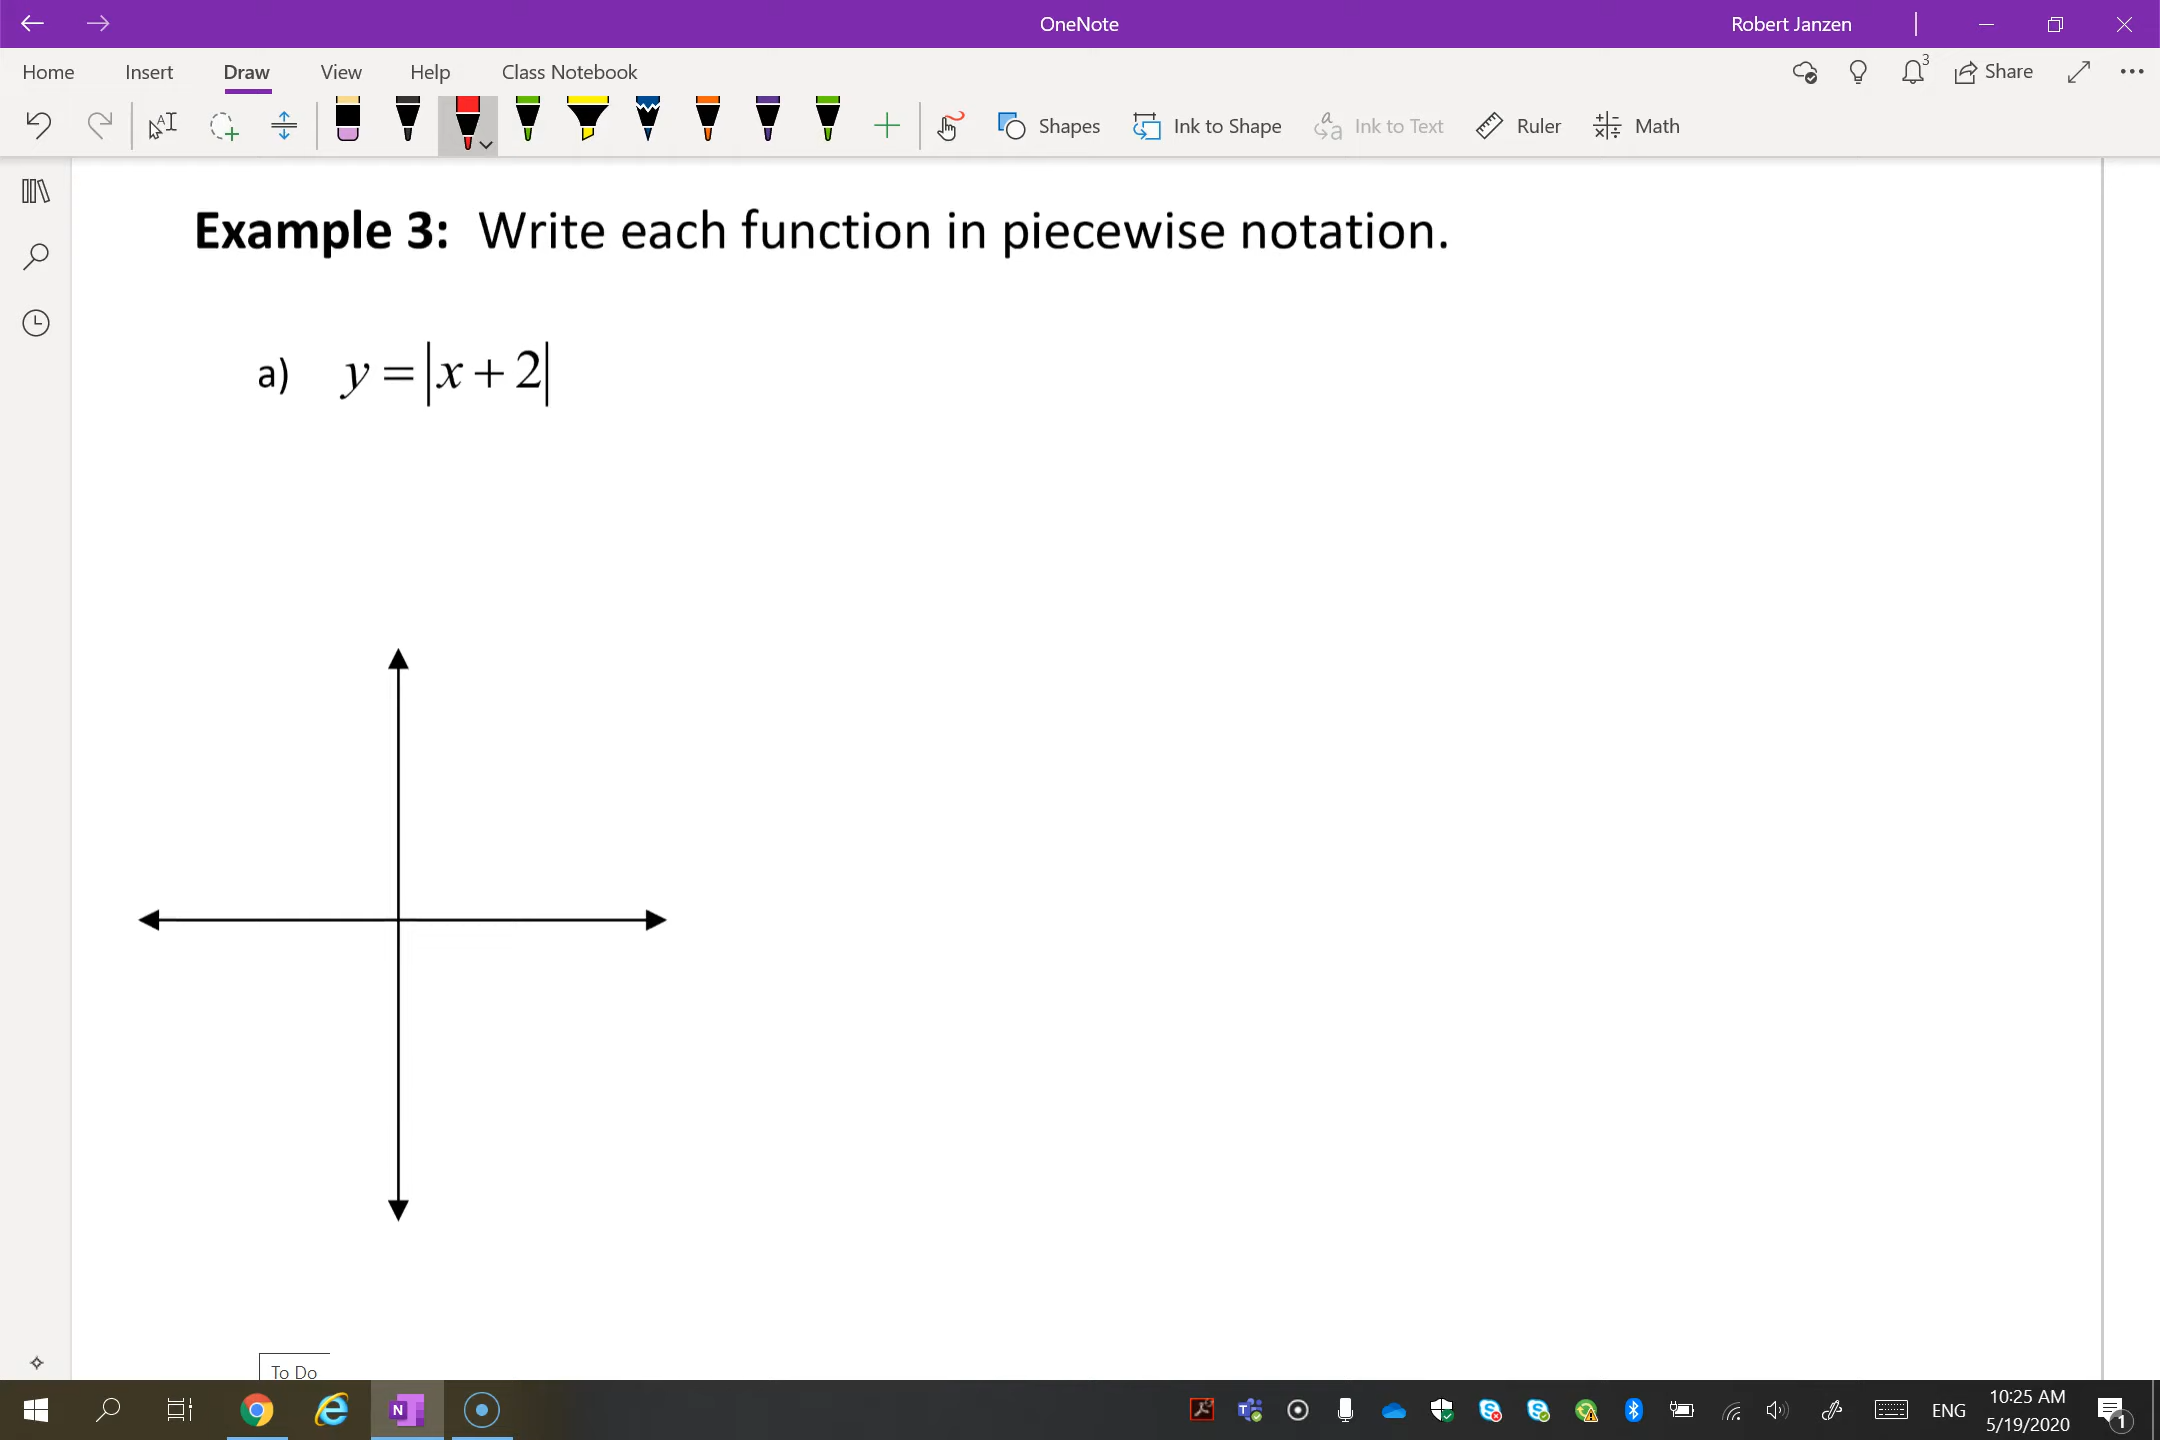 OneNote
Robert Janzen
Home Insert Draw View Help Class Notebook
3
Share
Shapes Ink to Shape Ink to Text Ruler Math
Example 3: Write each function in piecewise notation.
a) y = |x + 2|
To Do
ENG
10:25 AM
5/19/2020
1